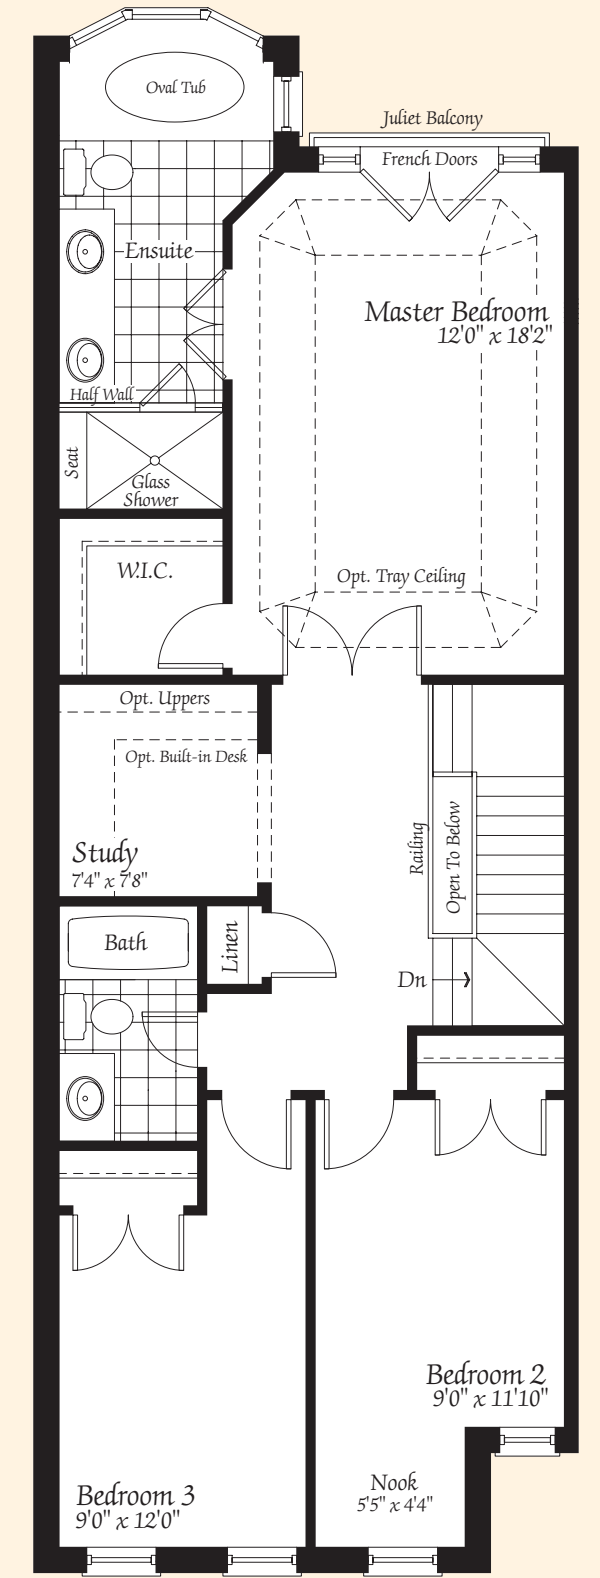 Oval Tub
Juliet Balcony
French Doors
Ensuite
Master Bedroom
12'0" x 18'2"
Half Wall
Seat
Glass
Shower
W.I.C.
Opt. Tray Ceiling
Opt. Uppers
Opt. Built-in Desk
Study
7'4" x 7'8"
Railing
Open To Below
Bath
Linen
Dn
Bedroom 2
9'0" x 11'10"
Nook
5'5" x 4'4"
Bedroom 3
9'0" x 12'0"